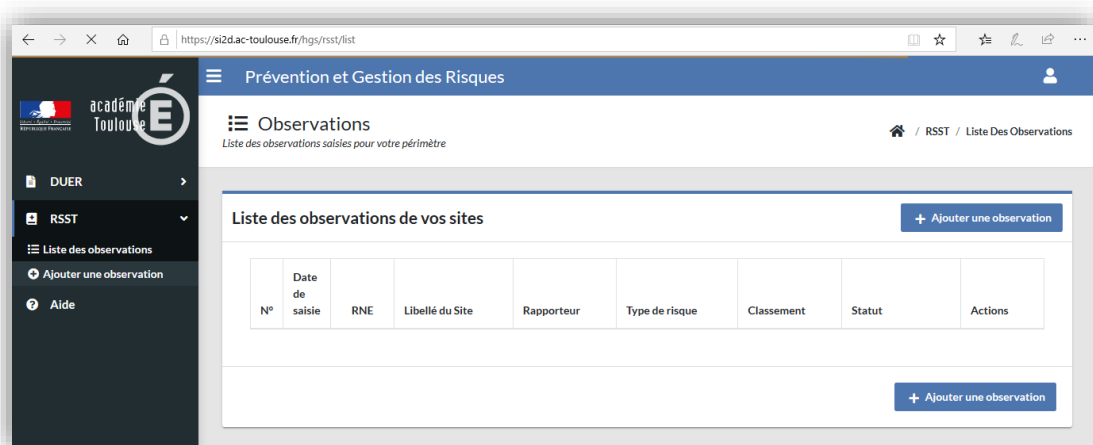 https://si2d.ac-toulouse.fr/hgs/rsst/list
Prévention et Gestion des Risques
académie
Toulouse
RÉPUBLIQUE FRANÇAISE
Observations
Liste des observations saisies pour votre périmètre
/ RSST / Liste Des Observations
DUER
RSST
Liste des observations
Ajouter une observation
Aide
Liste des observations de vos sites
+ Ajouter une observation
N°
Date
de
saisie
RNE
Libellé du Site
Rapporteur
Type de risque
Classement
Statut
Actions
+ Ajouter une observation